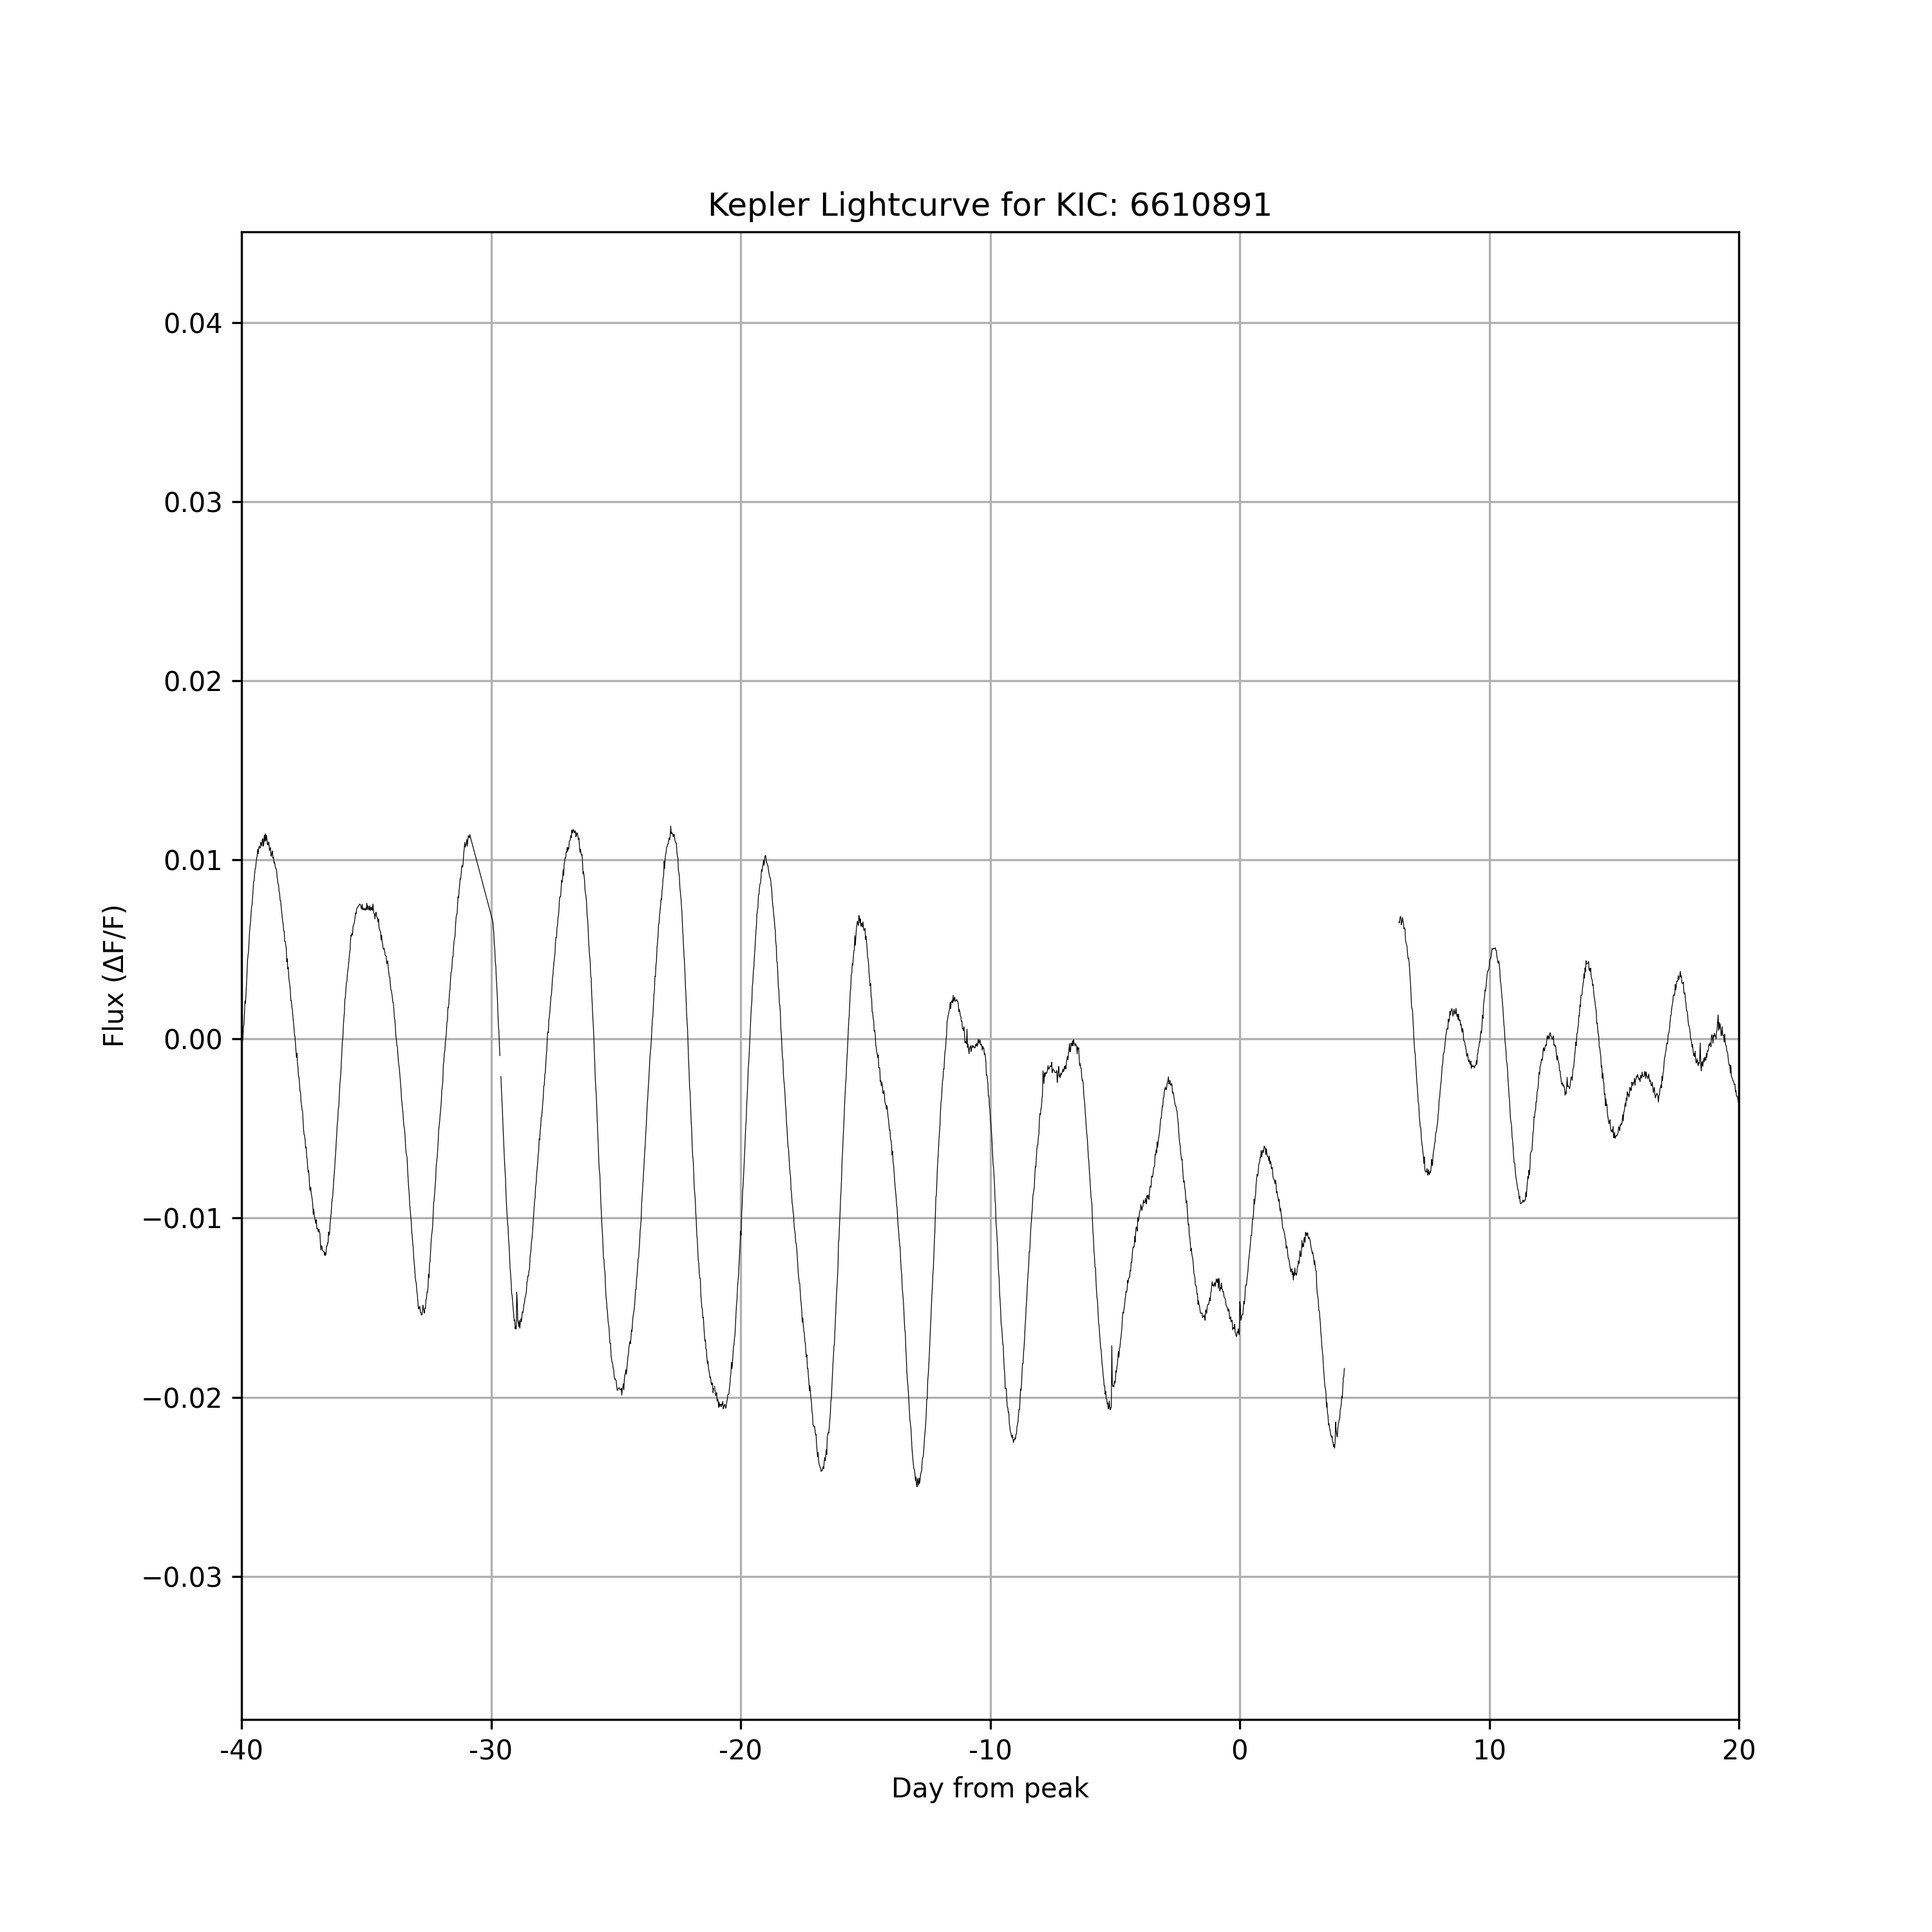 Kepler Lightcurve for KIC: 6610891
Flux (ΔF/F)
0.04
0.03
0.02
0.01
0.00
−0.01
−0.02
−0.03
-40 -30 -20 -10 0 10 20
Day from peak